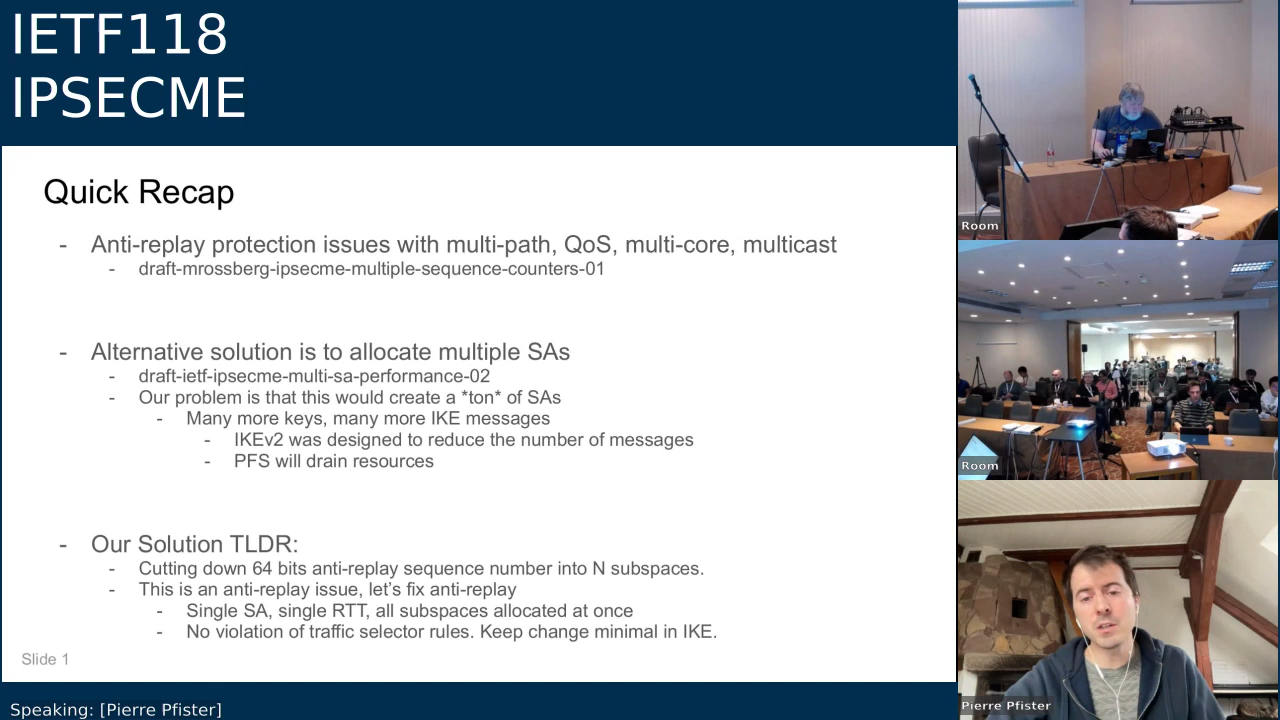 IETF118
IPSECME
Quick Recap
- Anti-replay protection issues with multi-path, QoS, multi-core, multicast
- draft-mrossberg-ipsecme-multiple-sequence-counters-01
- Alternative solution is to allocate multiple SAs
- draft-ietf-ipsecme-multi-sa-performance-02
- Our problem is that this would create a *ton* of SAs
- Many more keys, many more IKE messages
- IKEv2 was designed to reduce the number of messages
- PFS will drain resources
- Our Solution TLDR:
- Cutting down 64 bits anti-replay sequence number into N subspaces.
- This is an anti-replay issue, let's fix anti-replay
- Single SA, single RTT, all subspaces allocated at once
- No violation of traffic selector rules. Keep change minimal in IKE.
Slide 1
Speaking: [Pierre Pfister]
Room
Room
Pierre Pfister